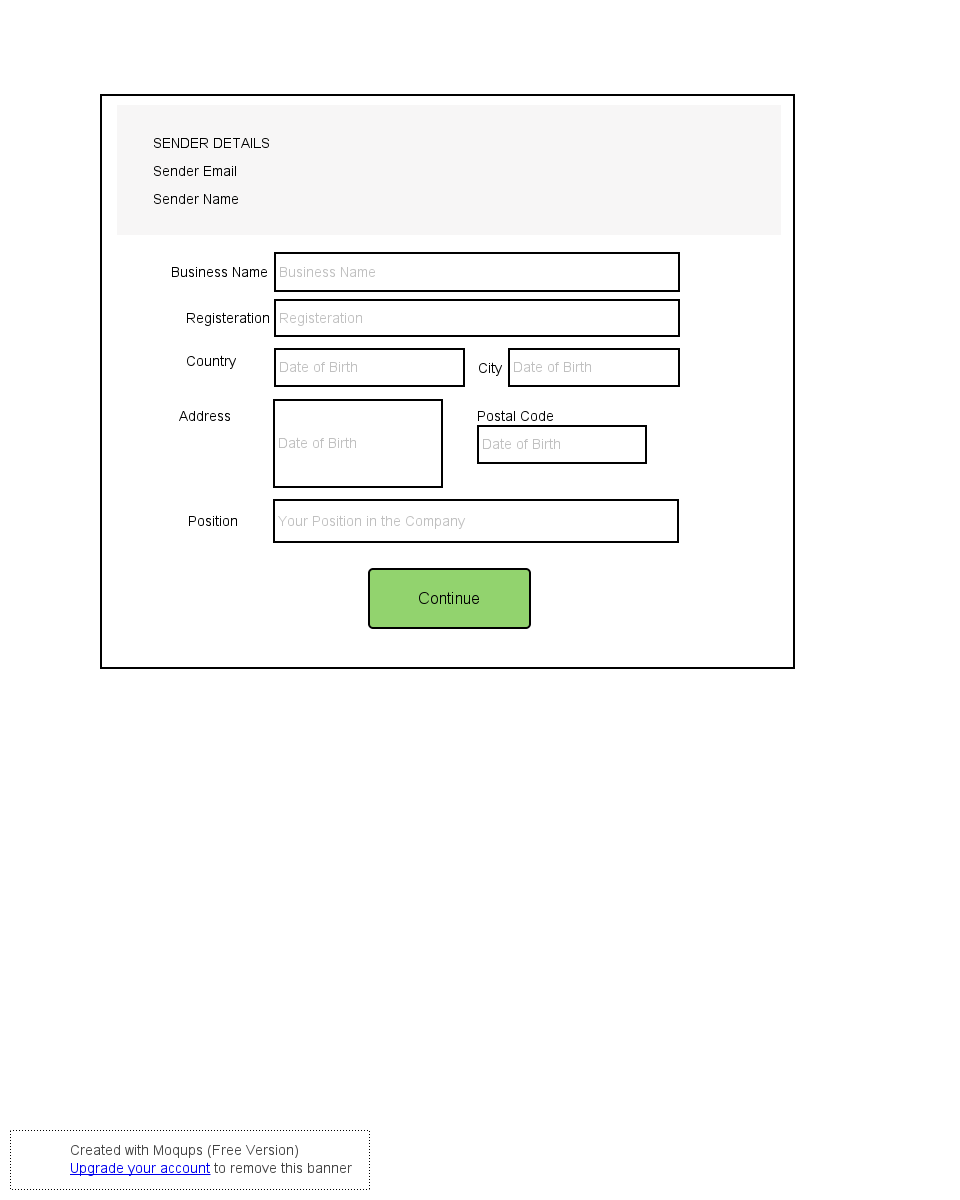 SENDER DETAILS
Sender Email
Sender Name
Business Name Business Name
Registeration Registeration
Country Date of Birth City Date of Birth
Address Date of Birth
Postal Code
Date of Birth
Position Your Position in the Company
Continue
Created with Moqups (Free Version)
Upgrade your account to remove this banner